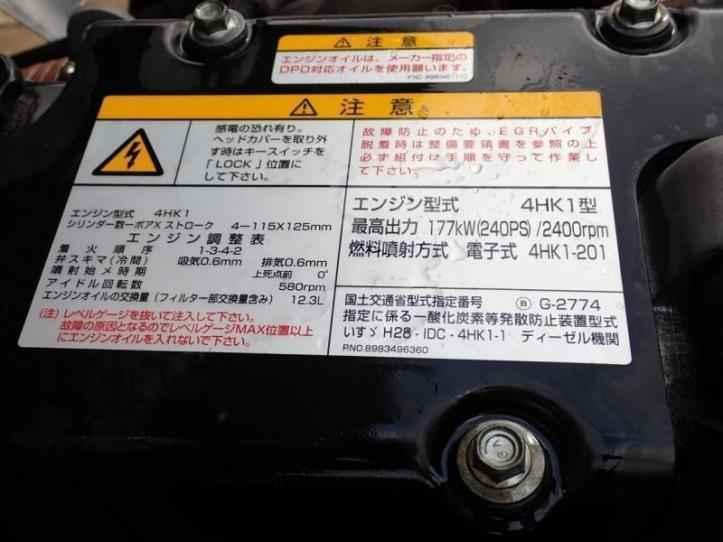 注意
エンジンオイルは、メーカー指定の
DPD対応オイルを使用願います。
注意
感電の恐れ有り。
ヘッドカバーを取り外
す時はキースイッチを
「LOCK」位置に
して下さい。
故障防止のため、EGRパイプ
脱着時は整備要領書を参照の上
必ず組付け手順を守って作業し
て下さい。
エンジン型式 4HK1
シリンダー数ーボアXストローク 4-115X125mm
エンジン調整表
着火順序 1-3-4-2
弁スキマ(冷間) 吸気0.6mm 排気0.6mm
噴射始メ時期 上死点前 0°
アイドル回転数 580rpm
エンジンオイルの交換量(フィルター部交換量含み) 12.3L
(注)レベルゲージを抜いて注入して下さい。
故障の原因となるのでレベルゲージMAX位置以上
にエンジンオイルを入れないで下さい。
エンジン型式 4HK1型
最高出力 177kW(240PS)/2400rpm
燃料噴射方式 電子式 4HK1-201
国土交通省型式指定番号 Ⓑ G-2774
指定に係る一酸化炭素等発散防止装置型式
いすゞ H28-IDC-4HK1-1 ディーゼル機関
P.NO.8983496360